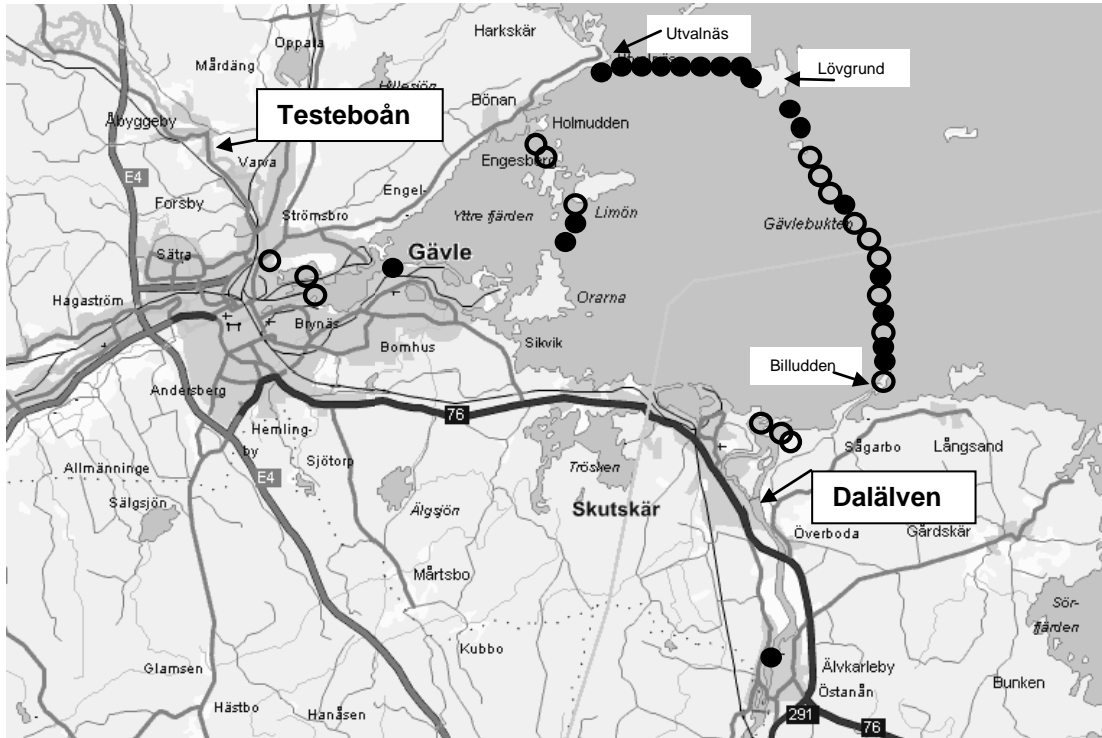 Utvalnäs
Harkskär
Oppala
Mårdäng
Lövgrund
Hillesjön
Bönan
Testeboån
Åbyggeby
Holmudden
Varva
Engesberg
E4
Engel-
Forsby
Strömsbro
Yttre fjärden
Limön
Gävlebukten
Sätra
Gävle
Hagaström
Orarna
Brynäs
Sikvik
Bomhus
Billudden
Andersberg
76
Hemling-
by
Sjötorp
Sågarbo
Långsand
Allmänninge
E4
Trösken
Sälgsjön
Älgsjön
Skutskär
Dalälven
Överboda
Gårdskär
Mårtsbo
Sör-
fjärden
Kubbo
Glamsen
Älvkarleby
Östanån
Bunken
Hästbo
Hanåsen
291
76